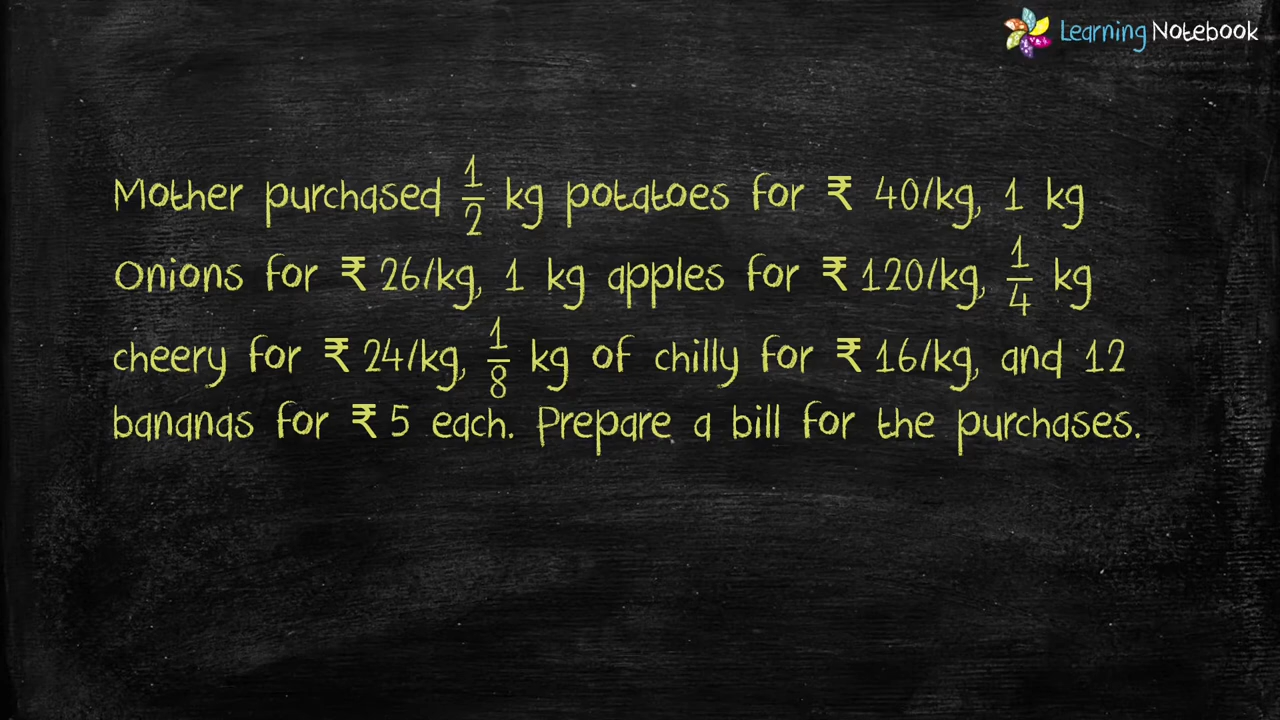 Learning Notebook
Mother purchased 1/2 kg potatoes for ₹ 40/kg, 1 kg
Onions for ₹ 26/kg, 1 kg apples for ₹ 120/kg, 1/4 kg
cheery for ₹ 24/kg, 1/8 kg of chilly for ₹ 16/kg, and 12
bananas for ₹ 5 each. Prepare a bill for the purchases.